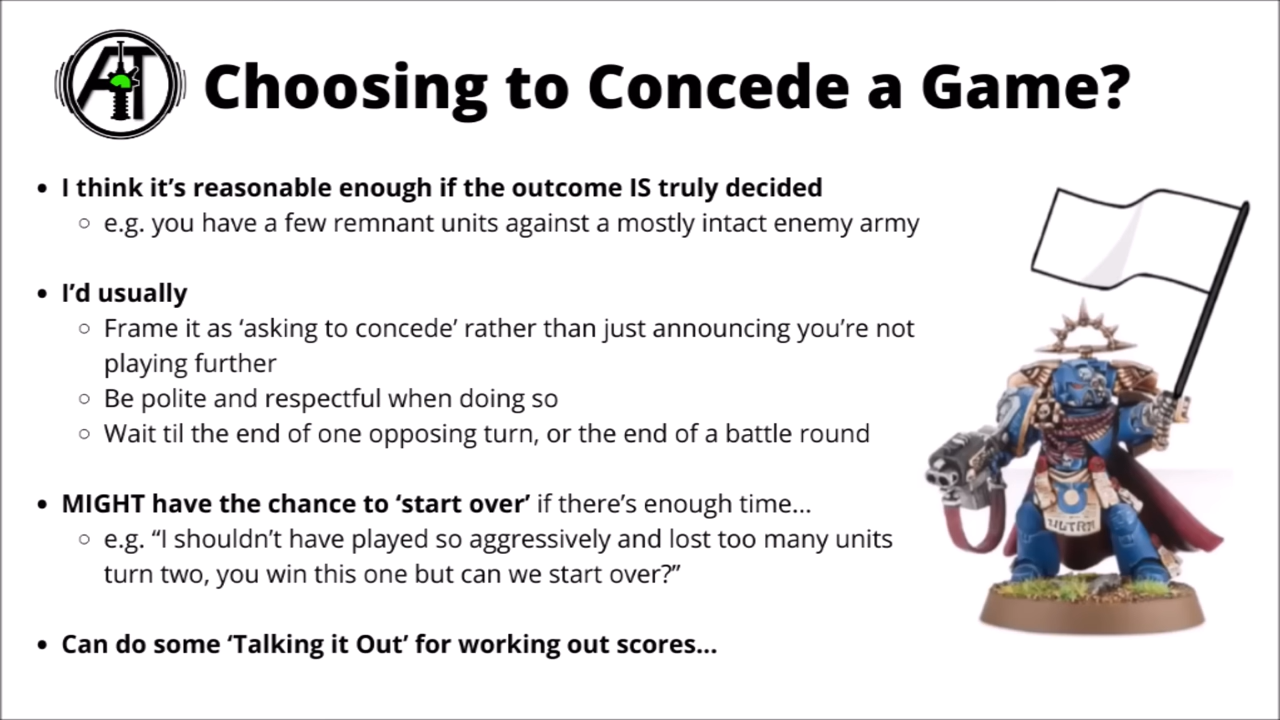 AT
Choosing to Concede a Game?
• I think it’s reasonable enough if the outcome IS truly decided
○ e.g. you have a few remnant units against a mostly intact enemy army
• I’d usually
○ Frame it as ‘asking to concede’ rather than just announcing you’re not
playing further
○ Be polite and respectful when doing so
○ Wait til the end of one opposing turn, or the end of a battle round
• MIGHT have the chance to ‘start over’ if there’s enough time...
○ e.g. “I shouldn’t have played so aggressively and lost too many units
turn two, you win this one but can we start over?”
• Can do some ‘Talking it Out’ for working out scores...
ULTRA